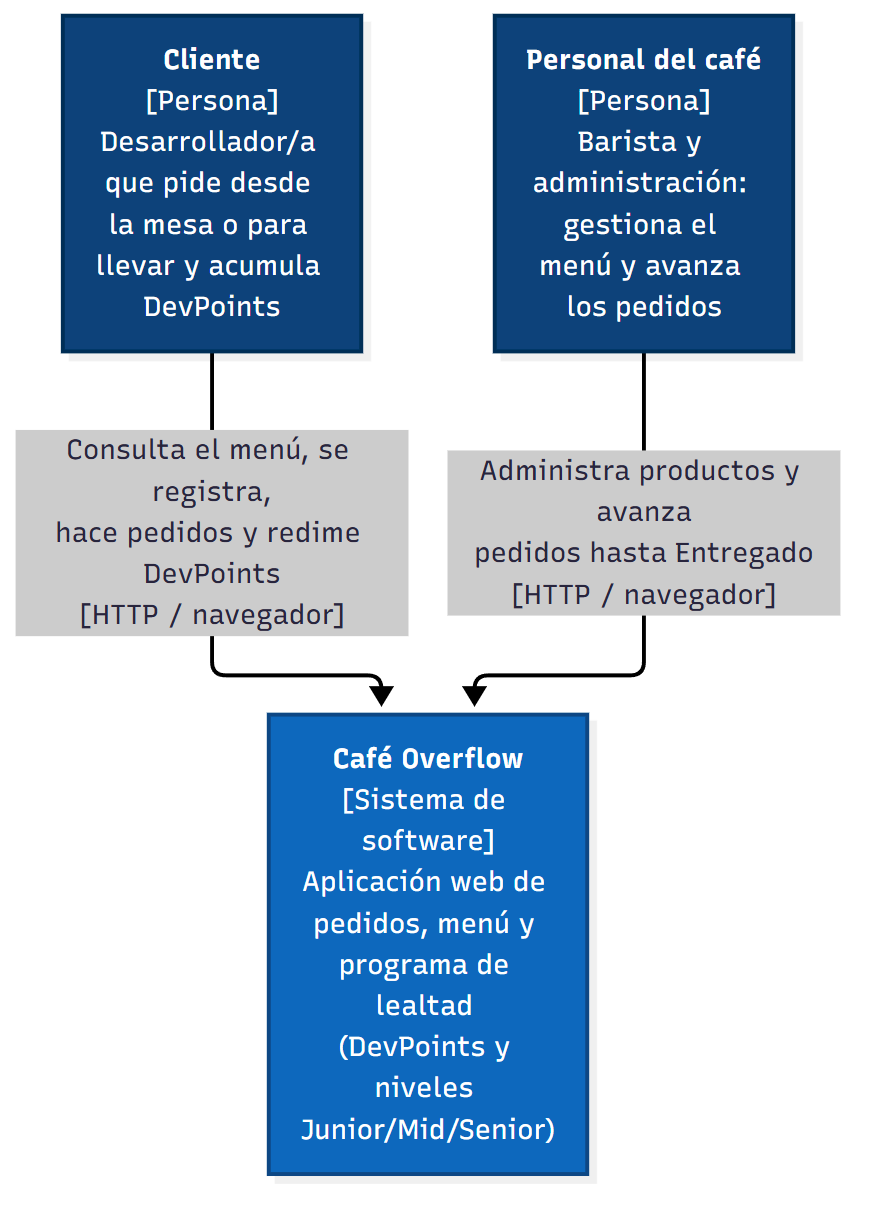 Cliente
[Persona]
Desarrollador/a
que pide desde
la mesa o para
llevar y acumula
DevPoints
Personal del café
[Persona]
Barista y
administración:
gestiona el
menú y avanza
los pedidos
Consulta el menú, se
registra,
hace pedidos y redime
DevPoints
[HTTP / navegador]
Administra productos y
avanza
pedidos hasta Entregado
[HTTP / navegador]
Café Overflow
[Sistema de
software]
Aplicación web de
pedidos, menú y
programa de
lealtad
(DevPoints y
niveles
Junior/Mid/Senior)